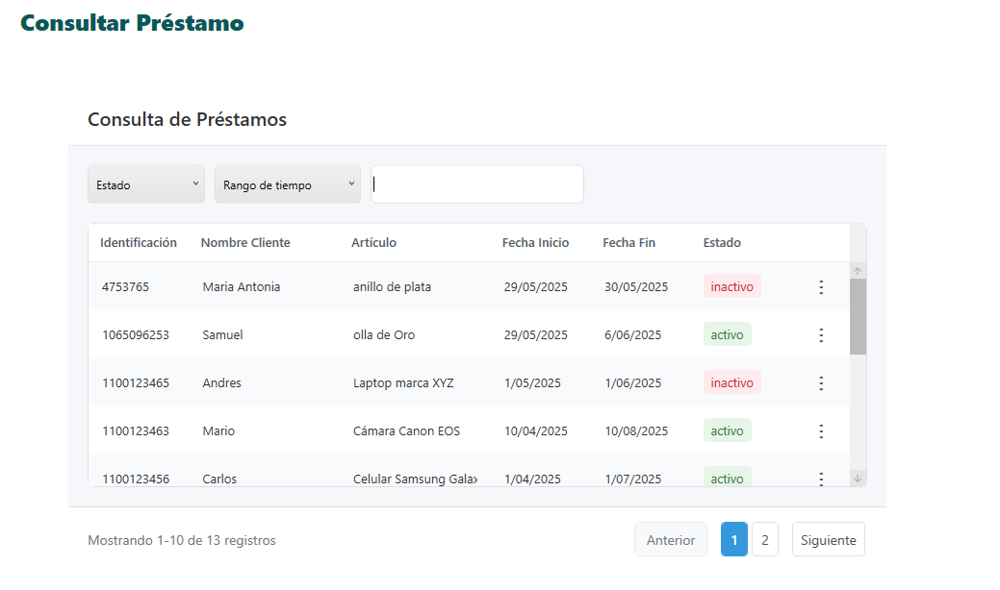 Consultar Préstamo
Consulta de Préstamos
Estado Rango de tiempo
Identificación Nombre Cliente Artículo Fecha Inicio Fecha Fin Estado
4753765 Maria Antonia anillo de plata 29/05/2025 30/05/2025 inactivo
1065096253 Samuel olla de Oro 29/05/2025 6/06/2025 activo
1100123465 Andres Laptop marca XYZ 1/05/2025 1/06/2025 inactivo
1100123463 Mario Cámara Canon EOS 10/04/2025 10/08/2025 activo
1100123456 Carlos Celular Samsung 1/04/2025 1/07/2025 activo
Mostrando 1-10 de 13 registros Anterior 1 2 Siguiente